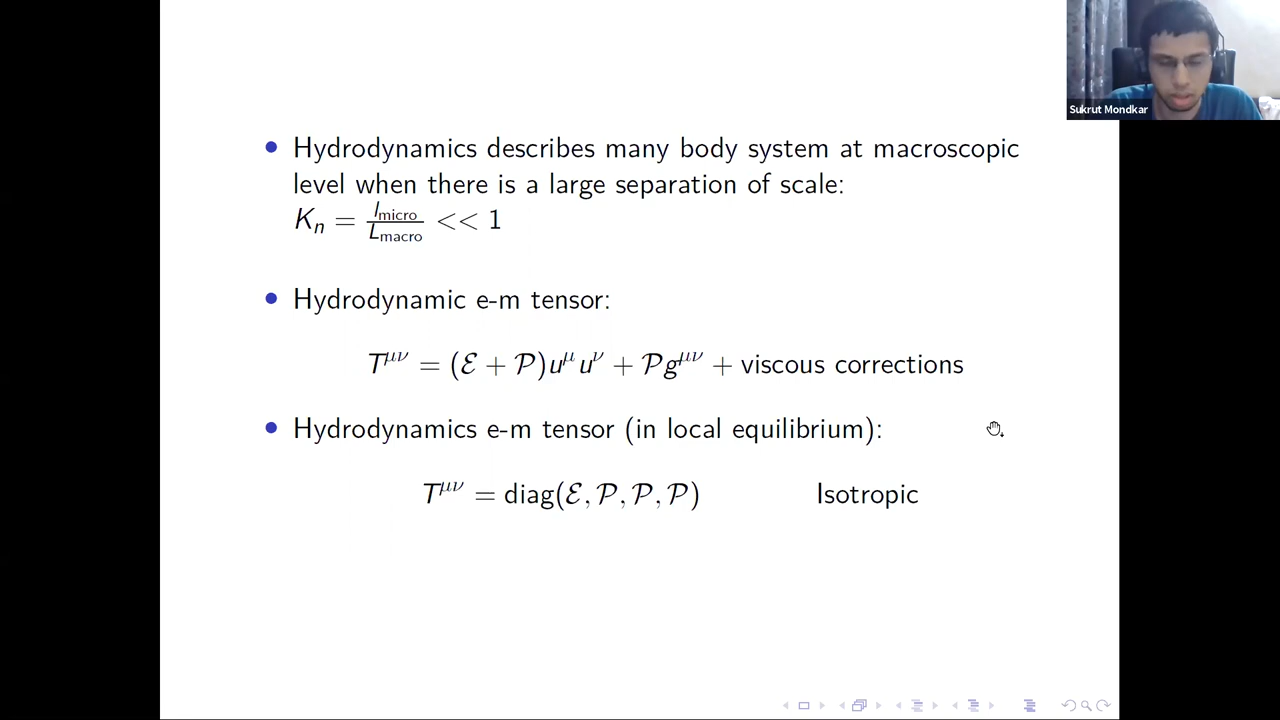 Sukrut Mondkar
Hydrodynamics describes many body system at macroscopic
level when there is a large separation of scale:
Kₙ = l_micro / L_macro << 1
Hydrodynamic e-m tensor:
T^{μν} = (ℰ + 𝒫)u^μ u^ν + 𝒫g^{μν} + viscous corrections
Hydrodynamics e-m tensor (in local equilibrium):
T^{μν} = diag(ℰ, 𝒫, 𝒫, 𝒫) Isotropic